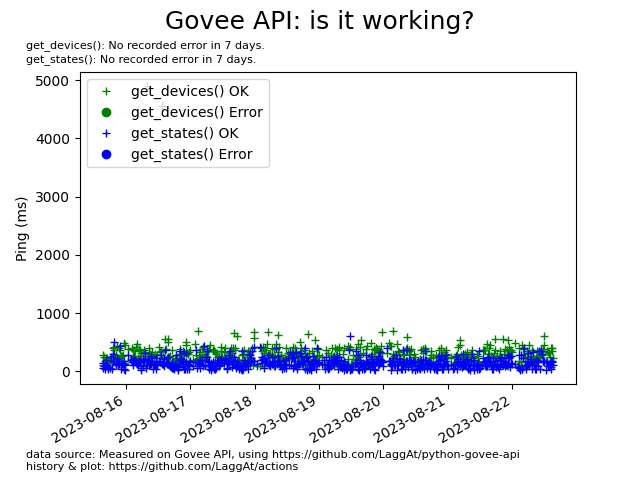 Govee API: is it working?
get_devices(): No recorded error in 7 days.
get_states(): No recorded error in 7 days.
get_devices() OK
get_devices() Error
get_states() OK
get_states() Error
Ping (ms)
5000
4000
3000
2000
1000
0
2023-08-16
2023-08-17
2023-08-18
2023-08-19
2023-08-20
2023-08-21
2023-08-22
data source: Measured on Govee API, using https://github.com/LaggAt/python-govee-api
history & plot: https://github.com/LaggAt/actions